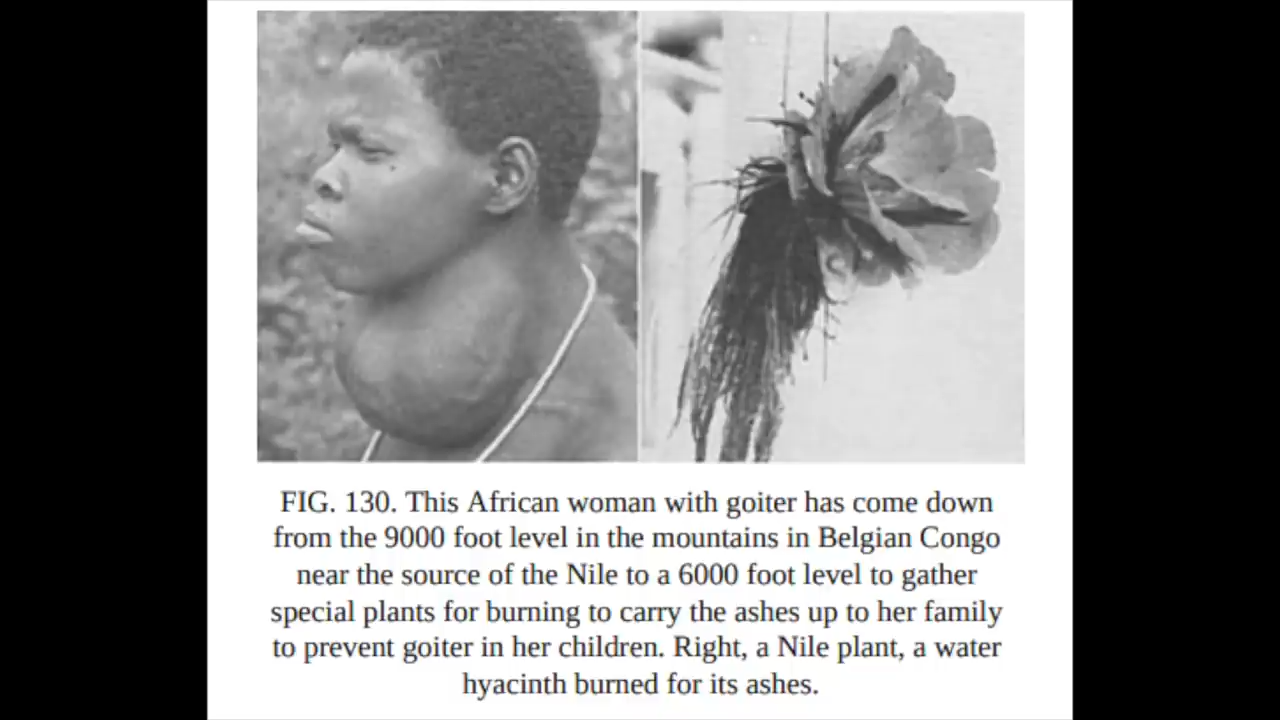 FIG. 130. This African woman with goiter has come down
from the 9000 foot level in the mountains in Belgian Congo
near the source of the Nile to a 6000 foot level to gather
special plants for burning to carry the ashes up to her family
to prevent goiter in her children. Right, a Nile plant, a water
hyacinth burned for its ashes.